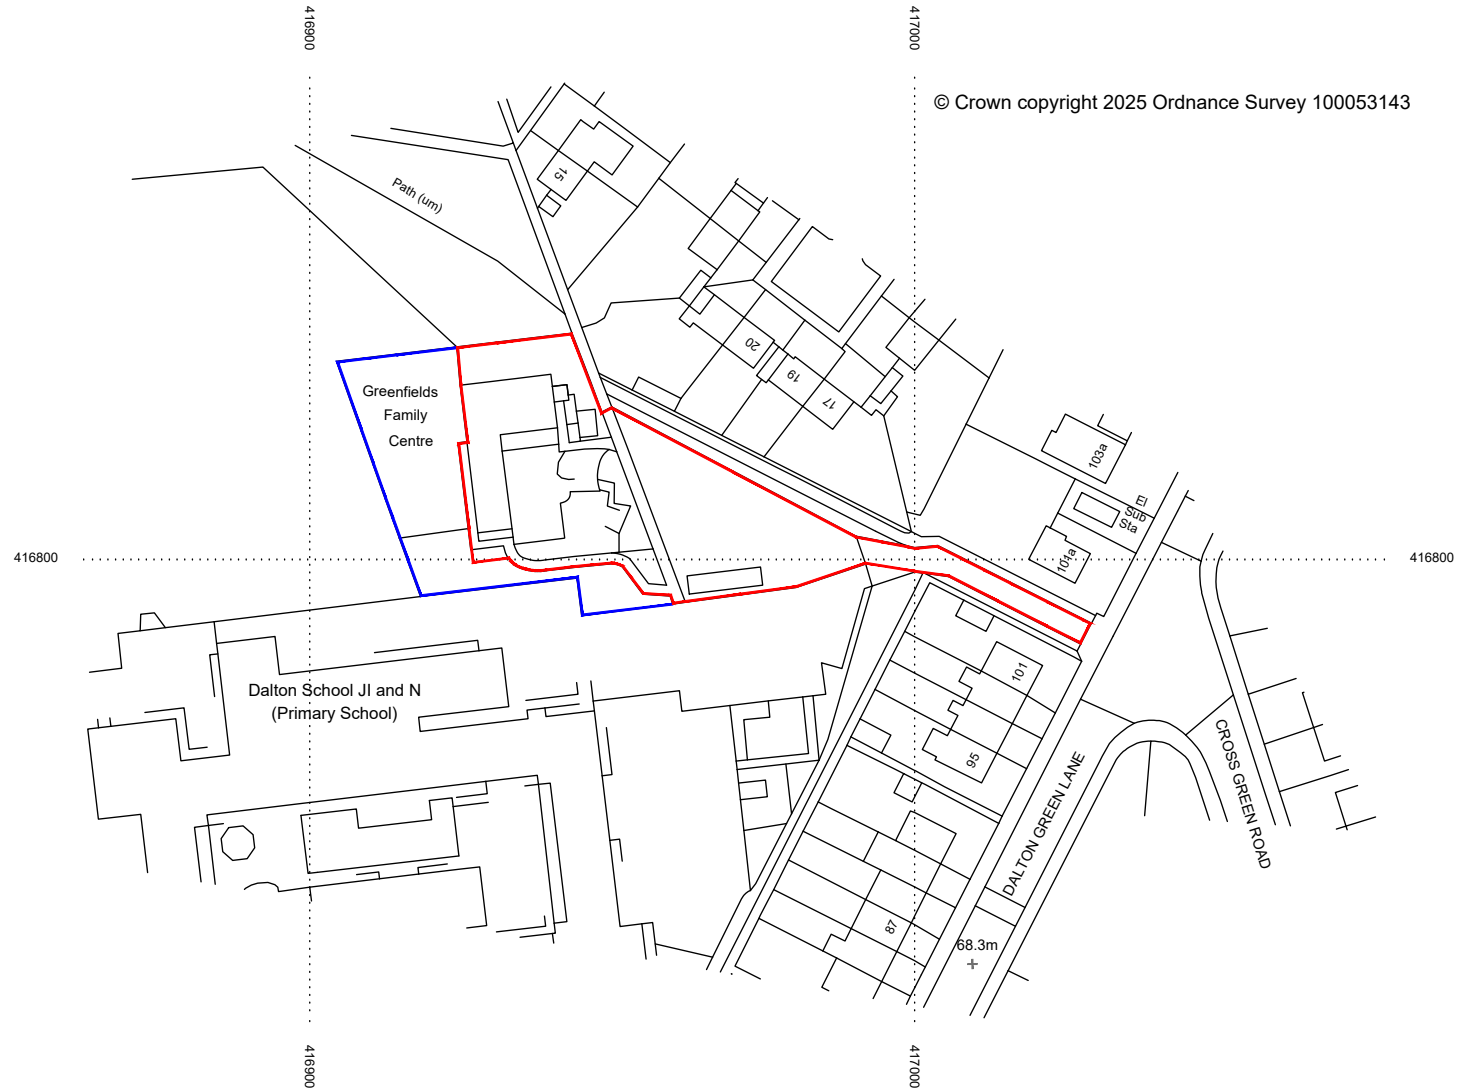 416900
417000
© Crown copyright 2025 Ordnance Survey 100053143
15
Path (um)
20
19
17
Greenfields
Family
Centre
103a
El
Sub
Sta
101a
416800
416800
101
Dalton School JI and N
(Primary School)
95
DALTON GREEN LANE
CROSS GREEN ROAD
87
68.3m
416900
417000